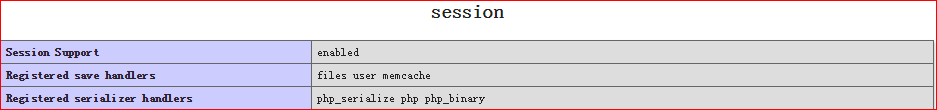 session
Session Support enabled
Registered save handlers files user memcache
Registered serializer handlers php_serialize php php_binary